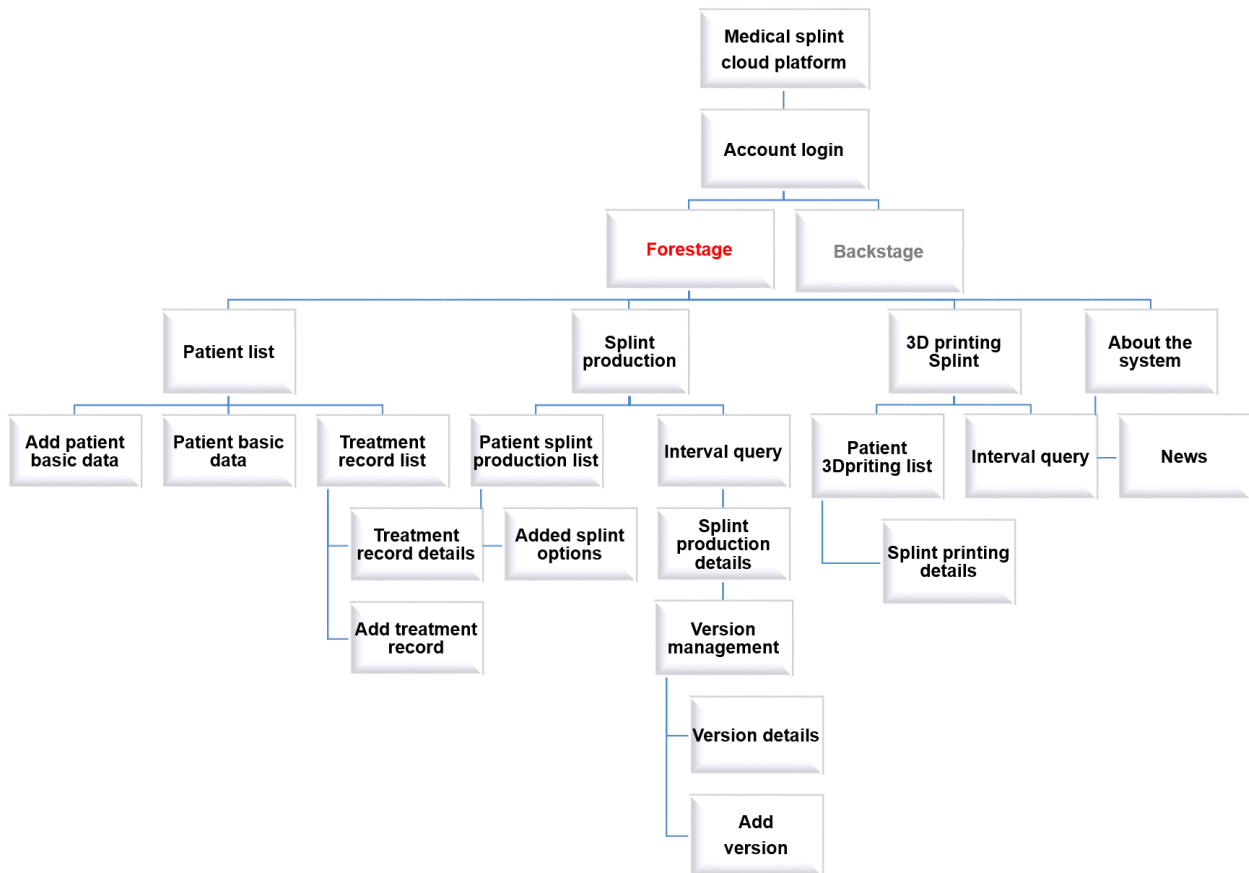 Medical splint
cloud platform
Account login
Forestage
Backstage
Patient list
Splint
production
3D printing
Splint
About the
system
Add patient
basic data
Patient basic
data
Treatment
record list
Patient splint
production list
Interval query
Patient
3Dpriting list
Interval query
News
Treatment
record details
Added splint
options
Splint
production
details
Splint printing
details
Add treatment
record
Version
management
Version details
Add
version